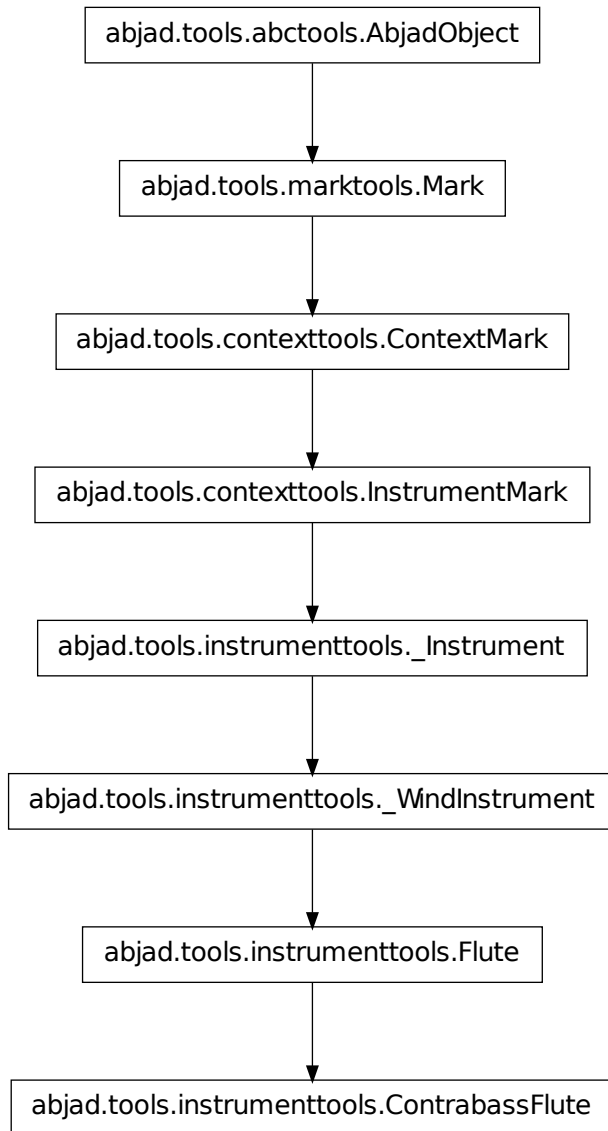 abjad.tools.abctools.AbjadObject
abjad.tools.marktools.Mark
abjad.tools.contexttools.ContextMark
abjad.tools.contexttools.InstrumentMark
abjad.tools.instrumenttools._Instrument
abjad.tools.instrumenttools._WindInstrument
abjad.tools.instrumenttools.Flute
abjad.tools.instrumenttools.ContrabassFlute